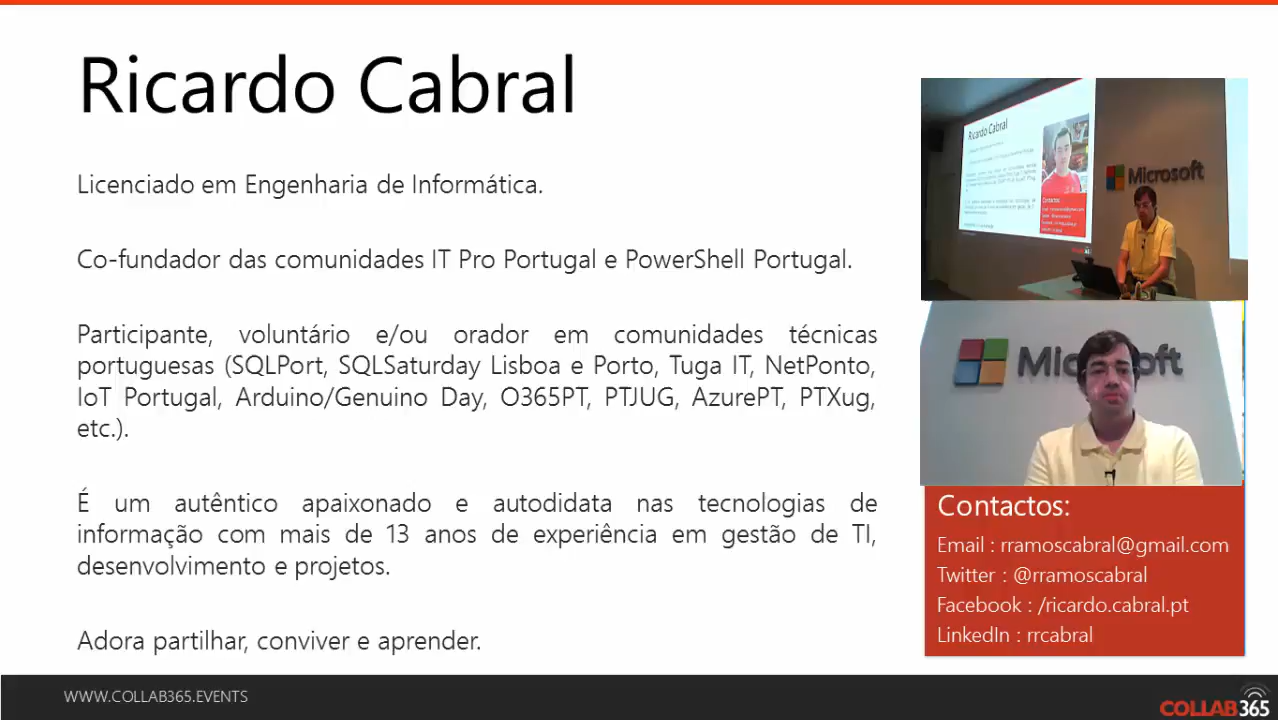 Ricardo Cabral
Licenciado em Engenharia de Informática.
Co-fundador das comunidades IT Pro Portugal e PowerShell Portugal.
Participante, voluntário e/ou orador em comunidades técnicas
portuguesas (SQLPort, SQLSaturday Lisboa e Porto, Tuga IT, NetPonto,
IoT Portugal, Arduino/Genuino Day, O365PT, PTJUG, AzurePT, PTXug,
etc.).
É um autêntico apaixonado e autodidata nas tecnologias de
informação com mais de 13 anos de experiência em gestão de TI,
desenvolvimento e projetos.
Adora partilhar, conviver e aprender.
Ricardo Cabral
Contactos:
Microsoft
Microsoft
Contactos:
Email : rramoscabral@gmail.com
Twitter : @rramoscabral
Facebook : /ricardo.cabral.pt
LinkedIn : rrcabral
WWW.COLLAB365.EVENTS
COLLAB365